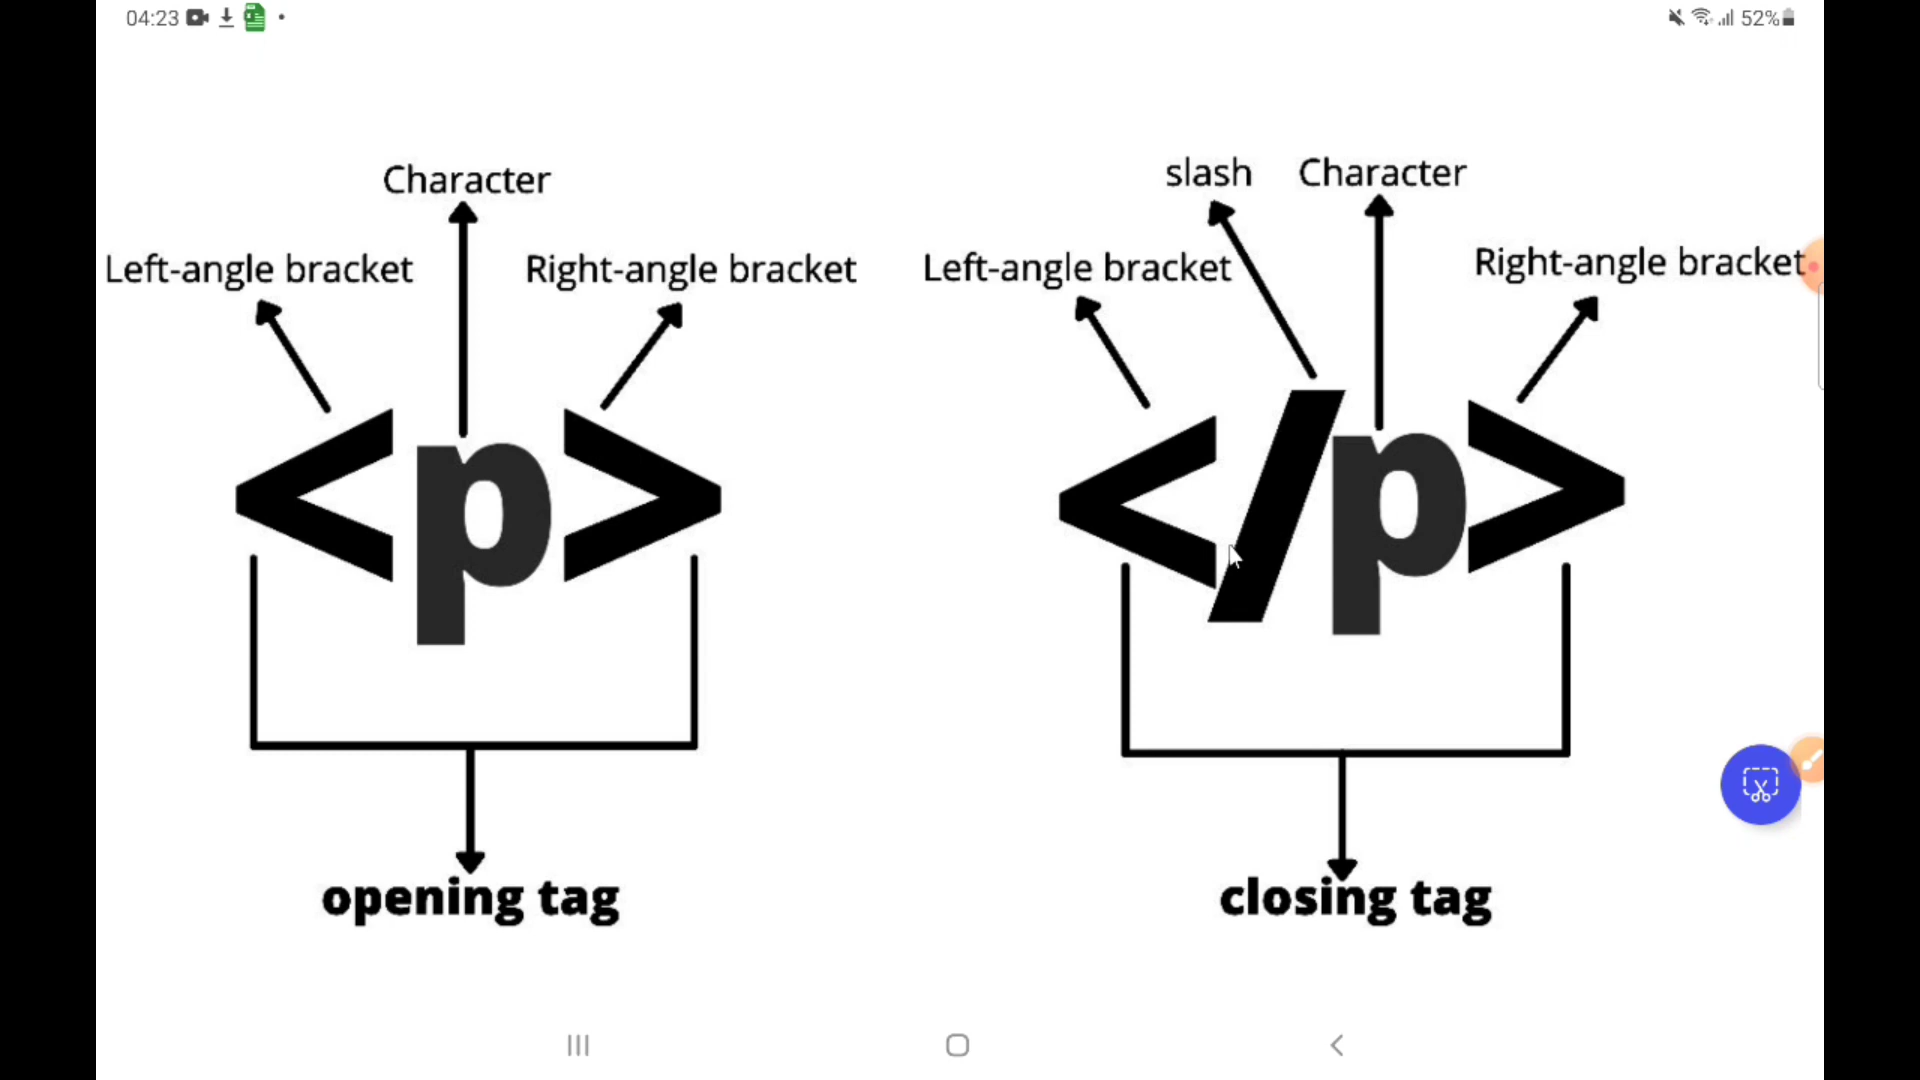 04:23
52%
Character
Left-angle bracket
Right-angle bracket
<p>
opening tag
slash
Character
Left-angle bracket
Right-angle bracket
</p>
closing tag